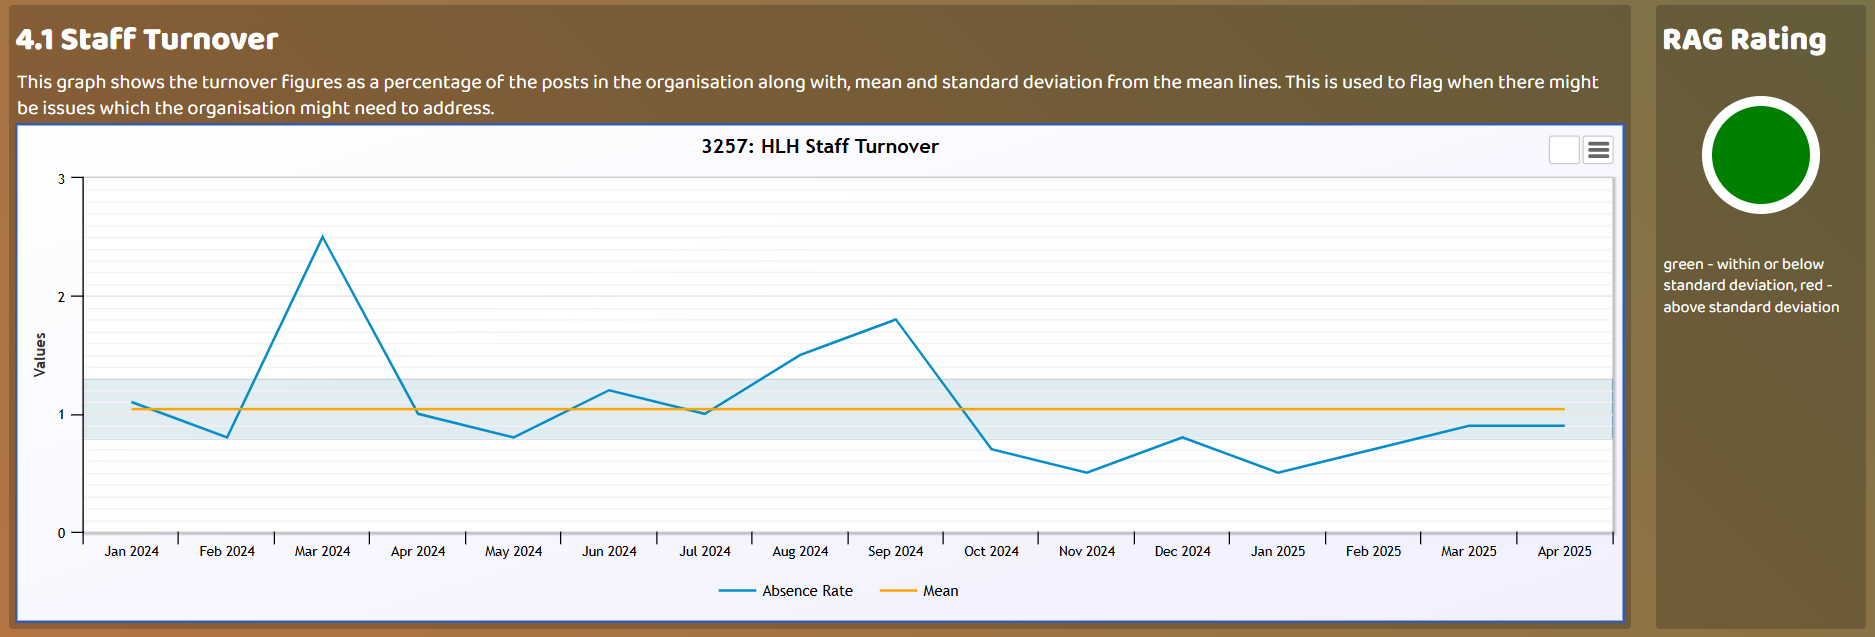 4.1 Staff Turnover
This graph shows the turnover figures as a percentage of the posts in the organisation along with, mean and standard deviation from the mean lines. This is used to flag when there might
be issues which the organisation might need to address.
3257: HLH Staff Turnover
3
2
1
0
Values
Jan 2024 Feb 2024 Mar 2024 Apr 2024 May 2024 Jun 2024 Jul 2024 Aug 2024 Sep 2024 Oct 2024 Nov 2024 Dec 2024 Jan 2025 Feb 2025 Mar 2025 Apr 2025
Absence Rate Mean
RAG Rating
green - within or below
standard deviation, red -
above standard deviation